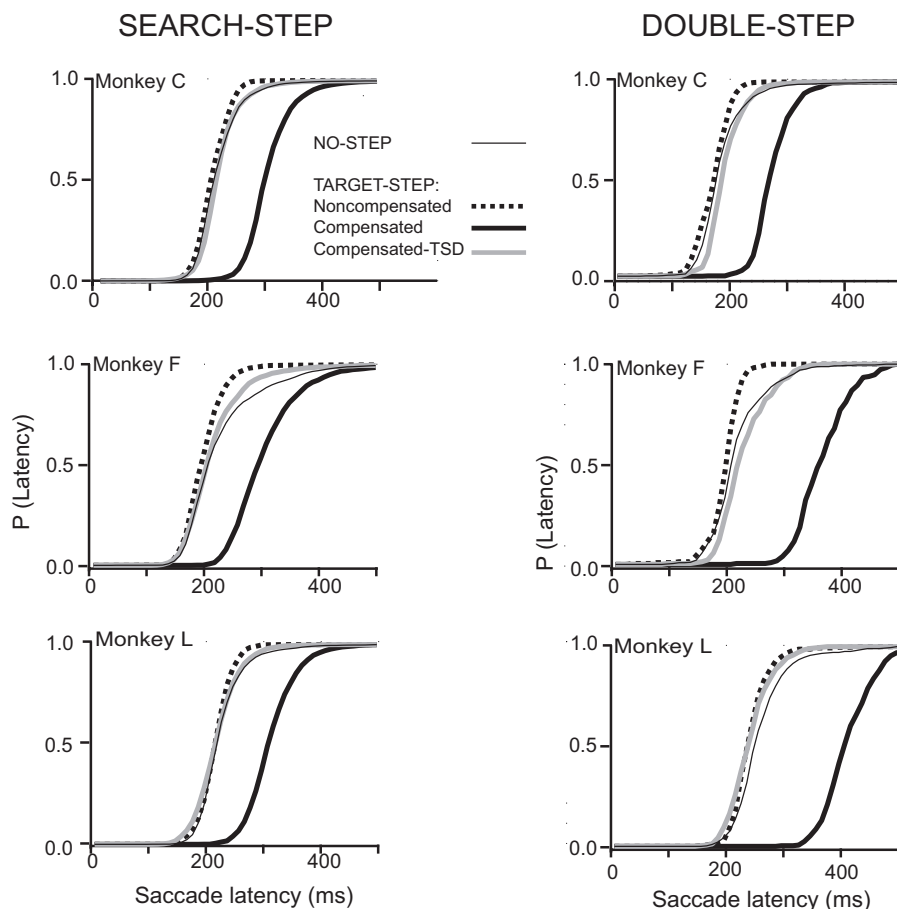 SEARCH-STEP
DOUBLE-STEP
1.0
Monkey C
NO-STEP
TARGET-STEP:
Noncompensated
Compensated
Compensated-TSD
0.5
0.0
0
200
400
1.0
Monkey C
0.5
0.0
0
200
400
1.0
Monkey F
0.5
0.0
0
200
400
P (Latency)
1.0
Monkey F
0.5
0.0
0
200
400
P (Latency)
1.0
Monkey L
0.5
0.0
0
200
400
Saccade latency (ms)
1.0
Monkey L
0.5
0.0
0
200
400
Saccade latency (ms)